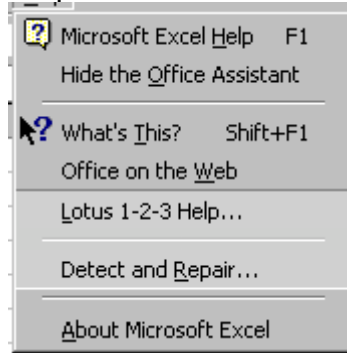 Microsoft Excel Help F1
Hide the Office Assistant
What's This? Shift+F1
Office on the Web
Lotus 1-2-3 Help...
Detect and Repair...
About Microsoft Excel